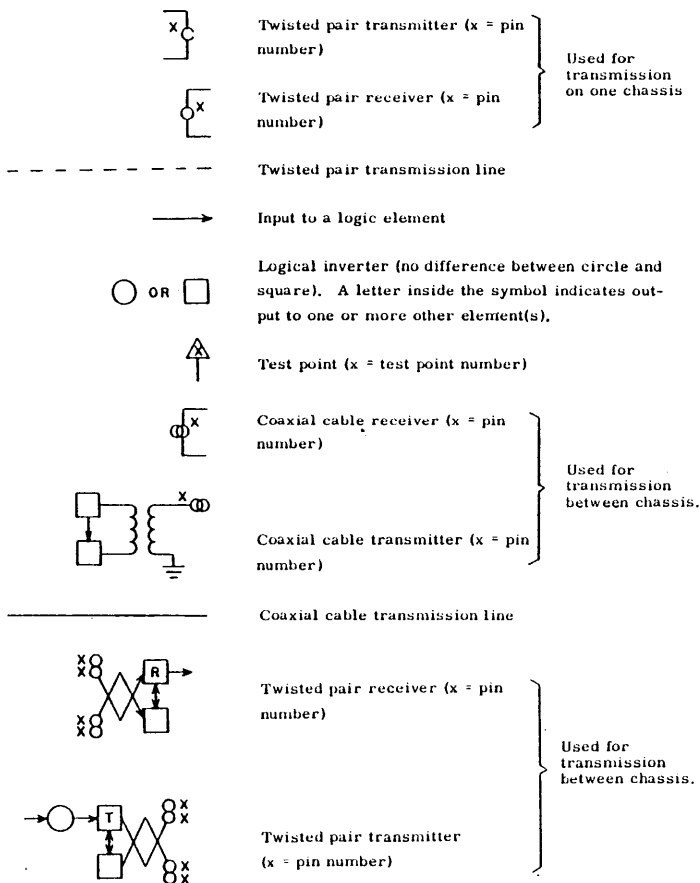 x
Twisted pair transmitter (x = pin
number)
x
Twisted pair receiver (x = pin
number)
Used for
transmission
on one chassis
Twisted pair transmission line
Input to a logic element
OR
Logical inverter (no difference between circle and
square). A letter inside the symbol indicates out-
put to one or more other element(s).
x
Test point (x = test point number)
x
Coaxial cable receiver (x = pin
number)
x
Coaxial cable transmitter (x = pin
number)
Used for
transmission
between chassis.
Coaxial cable transmission line
x
x
R
x
x
Twisted pair receiver (x = pin
number)
T
x
x
x
x
Twisted pair transmitter
(x = pin number)
Used for
transmission
between chassis.